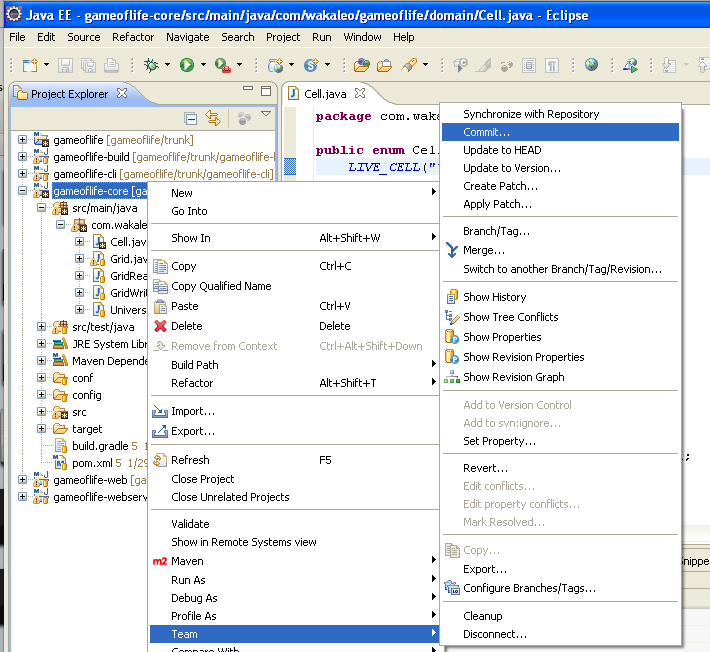 Java EE - gameoflife-core/src/main/java/com/wakaleo/gameoflife/domain/Cell.java - Eclipse
File Edit Source Refactor Navigate Search Project Run Window Help
Project Explorer
gameoflife [gameoflife/trunk]
gameoflife-build [gameoflife/trunk/gameoflife-
gameoflife-cli [gameoflife/trunk/gameoflife-cli]
gameoflife-core [ga
src/main/java
com.wakaleo
Cell.jav
Grid.jav
GridRea
GridWrit
Univers
src/test/java
JRE System Libr
Maven Depende
conf
config
src
target
build.gradle 5 1
pom.xml 5 1/29
gameoflife-web [ga
gameoflife-webserv
Cell.java
package com.wak
public enum Cel
LIVE_CELL("
;
Snippe
New
Go Into
Show In Alt+Shift+W
Copy Ctrl+C
Copy Qualified Name
Paste Ctrl+V
Delete Delete
Remove from Context Ctrl+Alt+Shift+Down
Build Path
Refactor Alt+Shift+T
Import...
Export...
Refresh F5
Close Project
Close Unrelated Projects
Validate
Show in Remote Systems view
m2 Maven
Run As
Debug As
Profile As
Team
Compare With
Synchronize with Repository
Commit...
Update to HEAD
Update to Version...
Create Patch...
Apply Patch...
Branch/Tag...
Merge...
Switch to another Branch/Tag/Revision...
Show History
Show Tree Conflicts
Show Properties
Show Revision Properties
Show Revision Graph
Add to Version Control
Add to svn:ignore...
Set Property...
Revert...
Edit conflicts...
Edit property conflicts...
Mark Resolved...
Copy...
Export...
Configure Branches/Tags...
Cleanup
Disconnect...